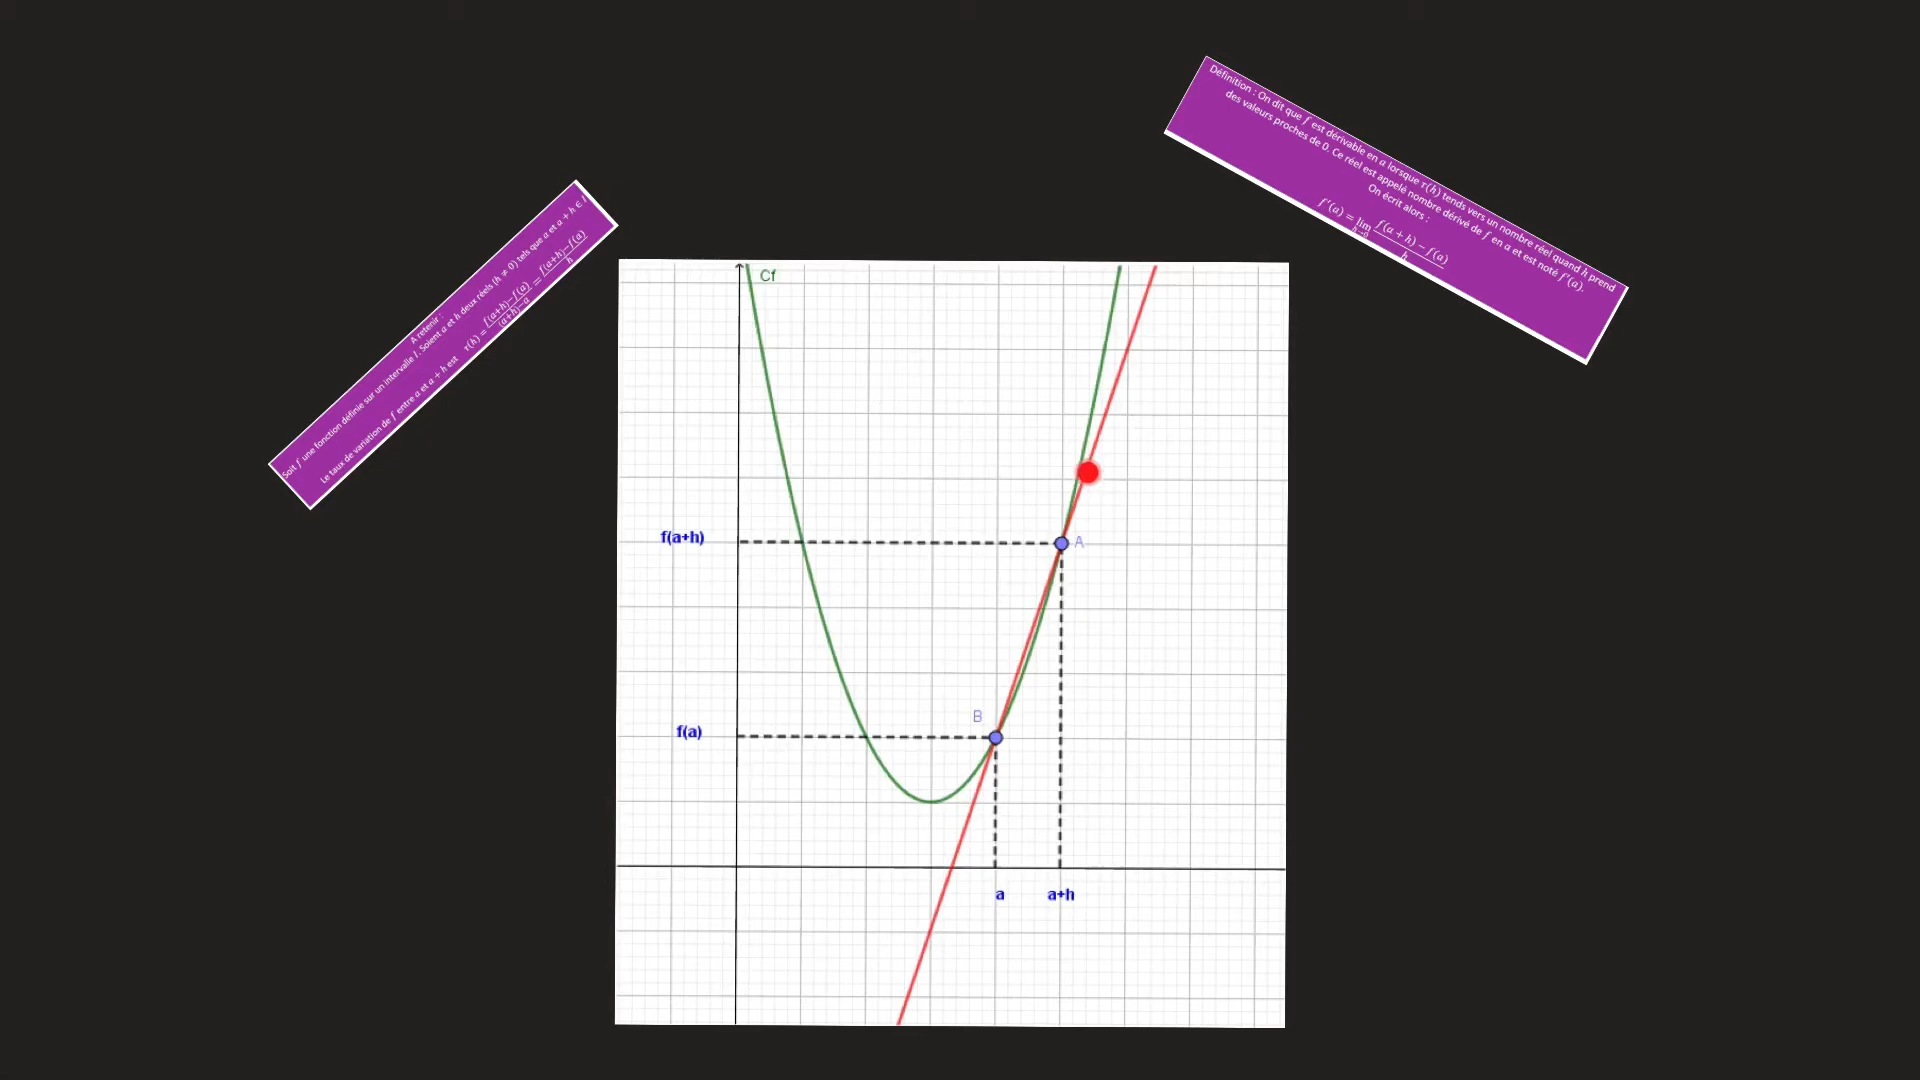 A retenir :
Soit f une fonction définie sur un intervalle I. Soient a et h deux réels (h ≠ 0) tels que a et a + h ∈ I
Le taux de variation de f entre a et a + h est τ(h) = f(a+h)−f(a) / (a+h)−a = f(a+h)−f(a) / h
Définition : On dit que f est dérivable en a lorsque τ(h) tends vers un nombre réel quand h prend
des valeurs proches de 0. Ce réel est appelé nombre dérivé de f en a et est noté f'(a).
On écrit alors :
f'(a) = lim h→0 f(a + h) − f(a) / h
Cf
f(a+h)
A
B
f(a)
a
a+h